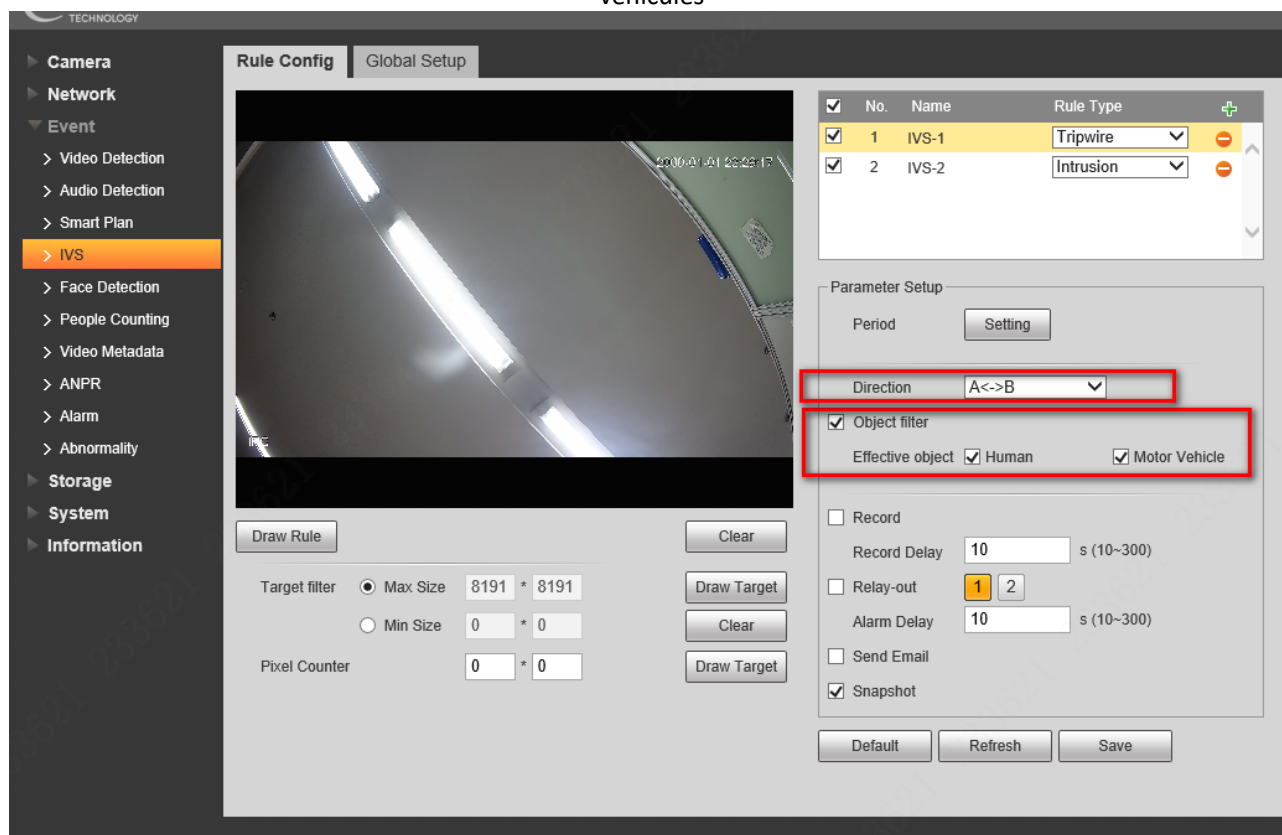 vehicules
TECHNOLOGY
Camera
Network
Event
Video Detection
Audio Detection
Smart Plan
IVS
Face Detection
People Counting
Video Metadata
ANPR
Alarm
Abnormality
Storage
System
Information
Rule Config Global Setup
IPC
Draw Rule Clear
Target filter Max Size 8191 * 8191 Draw Target
Min Size 0 * 0 Clear
Pixel Counter 0 * 0 Draw Target
No. Name Rule Type
1 IVS-1 Tripwire
2 IVS-2 Intrusion
Parameter Setup
Period Setting
Direction A<->B
Object filter
Effective object Human Motor Vehicle
Record
Record Delay 10 s (10~300)
Relay-out 1 2
Alarm Delay 10 s (10~300)
Send Email
Snapshot
Default Refresh Save
233621